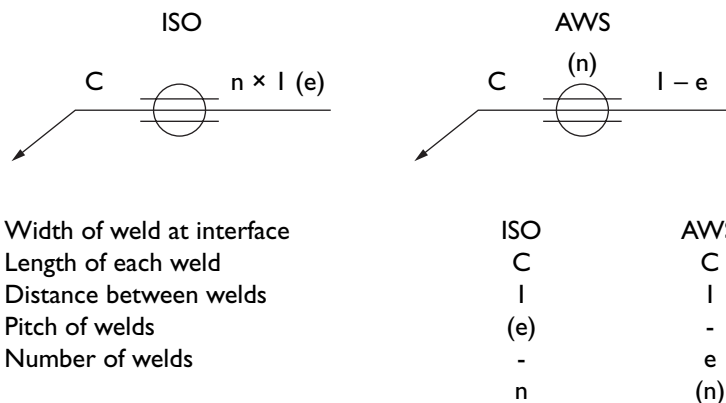 ISO AWS
C n × l (e) C (n) l – e
Width of weld at interface ISO AWS
Length of each weld C C
Distance between welds l l
Pitch of welds (e) -
Number of welds - e
n (n)